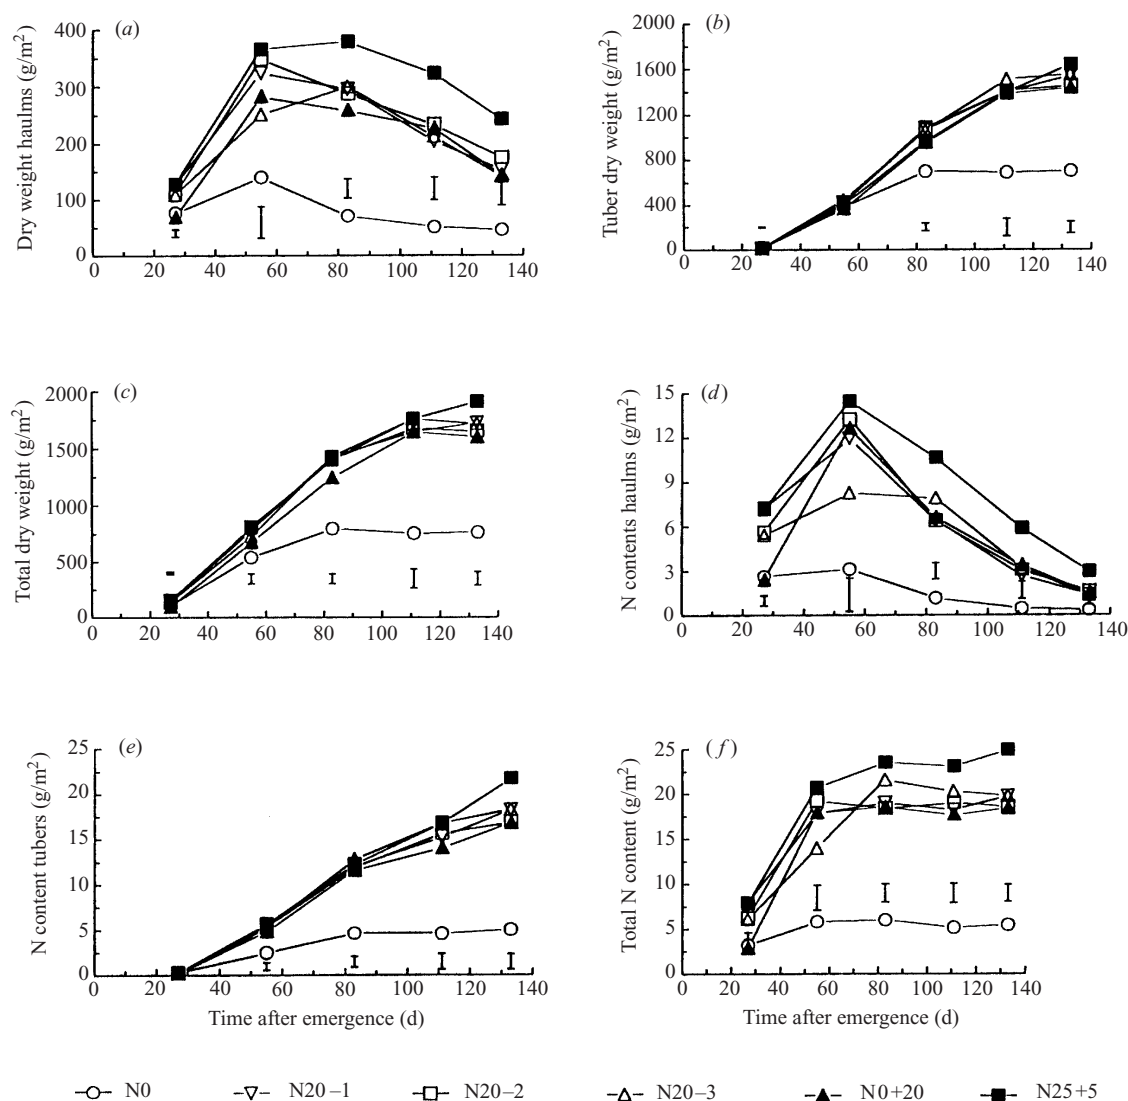 (a)
Dry weight haulms (g/m2)
400
300
200
100
0
0 20 40 60 80 100 120 140
(b)
Tuber dry weight (g/m2)
2000
1600
1200
800
400
0
0 20 40 60 80 100 120 140
(c)
Total dry weight (g/m2)
2000
1500
1000
500
0
0 20 40 60 80 100 120 140
(d)
N contents haulms (g/m2)
15
12
9
6
3
0
0 20 40 60 80 100 120 140
(e)
N content tubers (g/m2)
25
20
15
10
5
0
0 20 40 60 80 100 120 140
Time after emergence (d)
(f)
Total N content (g/m2)
25
20
15
10
5
0
0 20 40 60 80 100 120 140
Time after emergence (d)
N0 N20–1 N20–2 N20–3 N0+20 N25+5